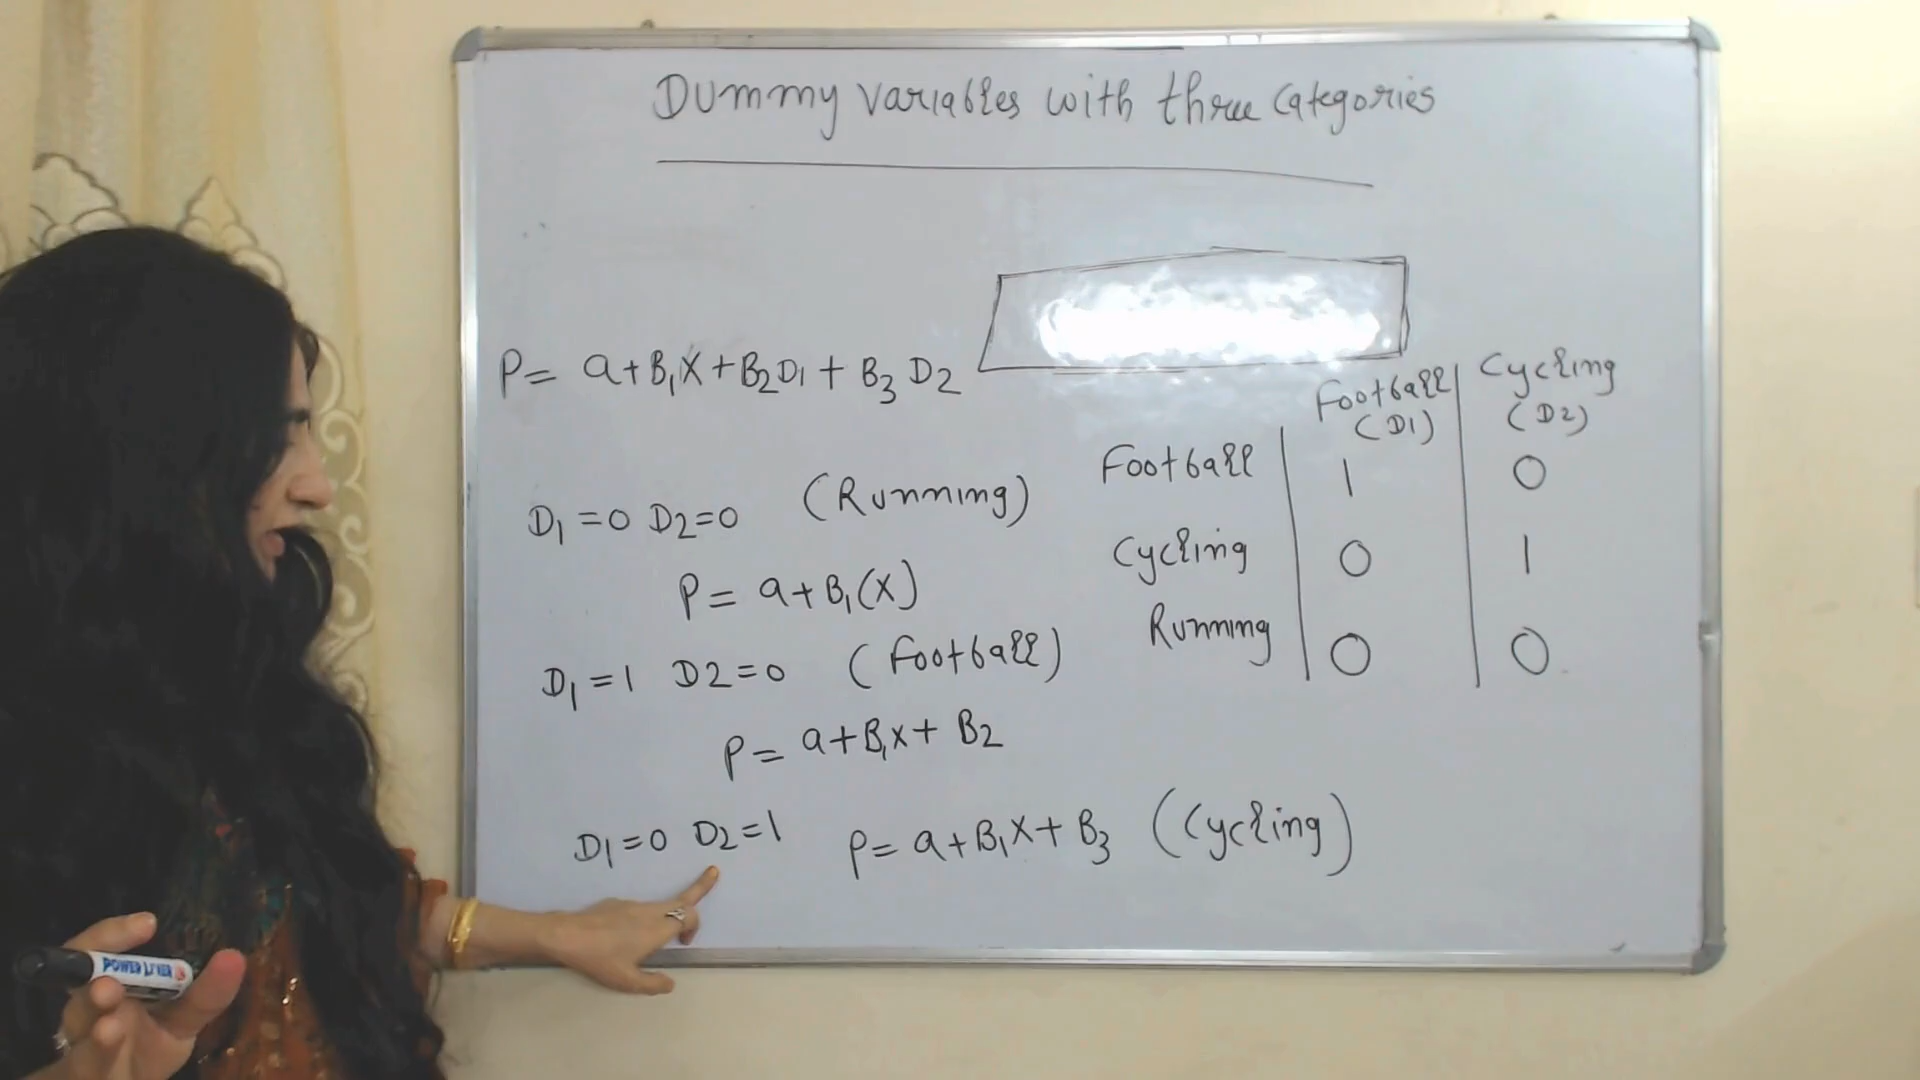 Dummy variables with three categories
P= a+B₁X+B₂D₁+ B₃ D₂
Football | Cycling
(D1) (D2)
Football | 1 | 0
Cycling 0 1
Running 0 0
D₁=0 D₂=0 (Running)
P= a+B₁(X)
D₁=1 D2=0 (Football)
P= a+B₁X+ B₂
D₁=0 D₂=1 P= a+B₁X+ B₃ (Cycling)
POWER